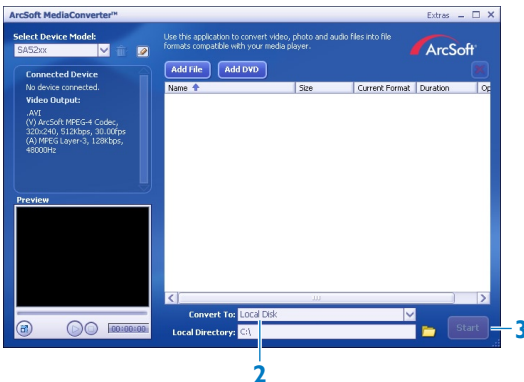 ArcSoft MediaConverter™
Extras
Select Device Model:
SA52xx
Use this application to convert video, photo and audio files into file
formats compatible with your media player.
ArcSoft®
Connected Device
No device connected.
Video Output:
.AVI
(V) ArcSoft MPEG-4 Codec,
320x240, 512Kbps, 30.00fps
(A) MPEG Layer-3, 128Kbps,
48000Hz
Add File
Add DVD
Name
Size
Current Format
Duration
Op
Preview
00:00:00
Convert To: Local Disk
Local Directory: C:\
Start
3
2